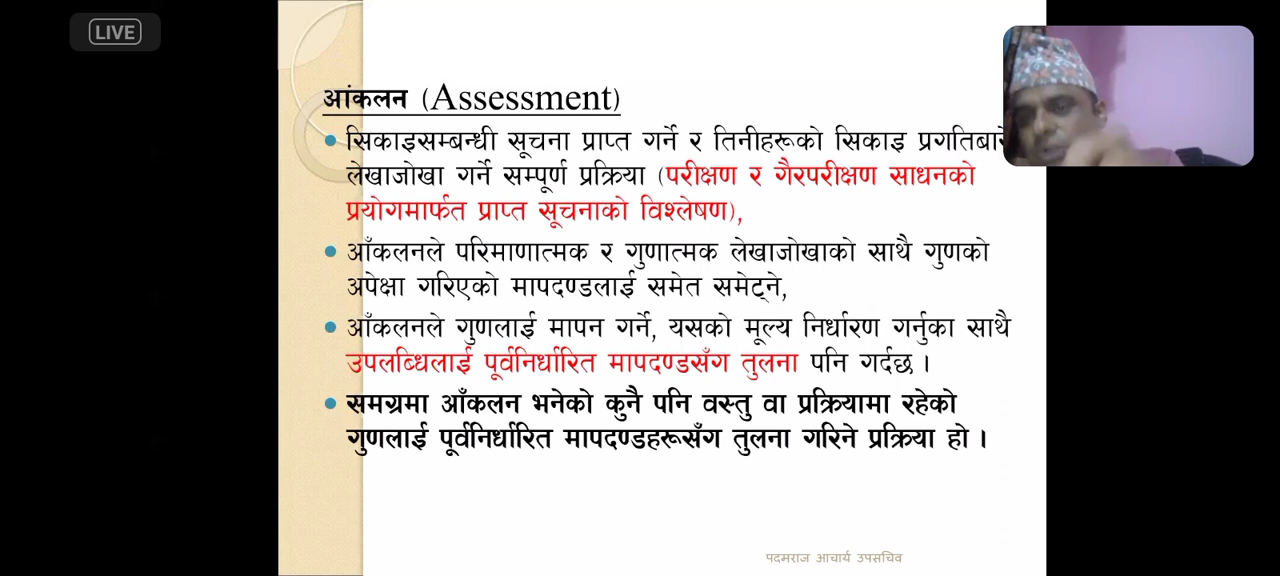 LIVE
आंकलन (Assessment)
सिकाइसम्बन्धी सूचना प्राप्त गर्ने र तिनीहरूको सिकाइ प्रगतिबारे
लेखाजोखा गर्ने सम्पूर्ण प्रक्रिया (परीक्षण र गैरपरीक्षण साधनको
प्रयोगमार्फत प्राप्त सूचनाको विश्लेषण),
आँकलनले परिमाणात्मक र गुणात्मक लेखाजोखाको साथै गुणको
अपेक्षा गरिएको मापदण्डलाई समेत समेट्ने,
आँकलनले गुणलाई मापन गर्ने, यसको मूल्य निर्धारण गर्नुका साथै
उपलब्धिलाई पूर्वनिर्धारित मापदण्डसँग तुलना पनि गर्दछ ।
समग्रमा आँकलन भनेको कुनै पनि वस्तु वा प्रक्रियामा रहेको
गुणलाई पूर्वनिर्धारित मापदण्डहरूसँग तुलना गरिने प्रक्रिया हो ।
पदमराज आचार्य उपसचिव